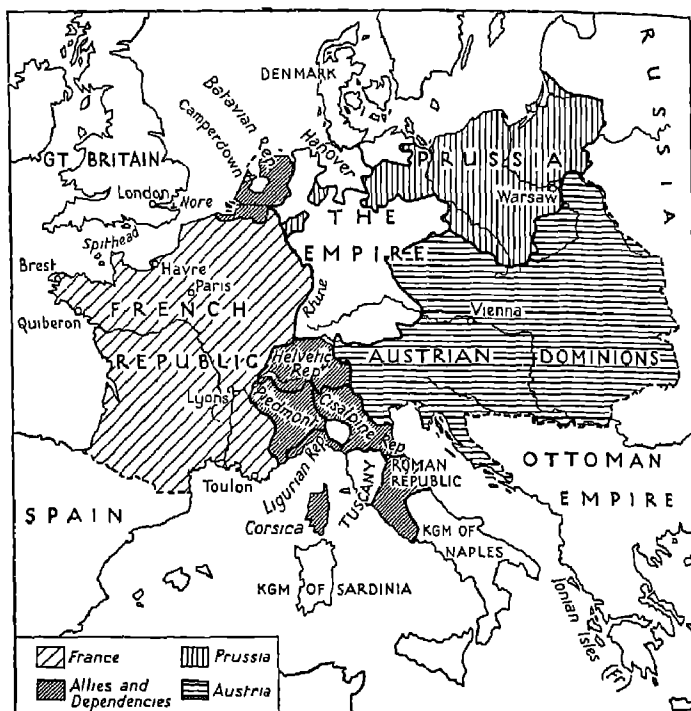 RUSSIA
DENMARK
Batavian Rep.
Camperdown
Hanover
GT. BRITAIN
PRUSSIA
London
Nore
Warsaw
THE
EMPIRE
Spithead
Brest
Havre
Paris
Rhine
Quiberon
FRENCH
Vienna
REPUBLIC
Helvetic
Rep.
AUSTRIAN DOMINIONS
Lyons
Piedmont
Cisalpine Rep
Ligurian Rep.
ROMAN
REPUBLIC
OTTOMAN
EMPIRE
Toulon
TUSCANY
SPAIN
Corsica
KGM OF
NAPLES
KGM OF SARDINIA
Ionian Isles
(Fr)
France
Prussia
Allies and
Dependencies
Austria